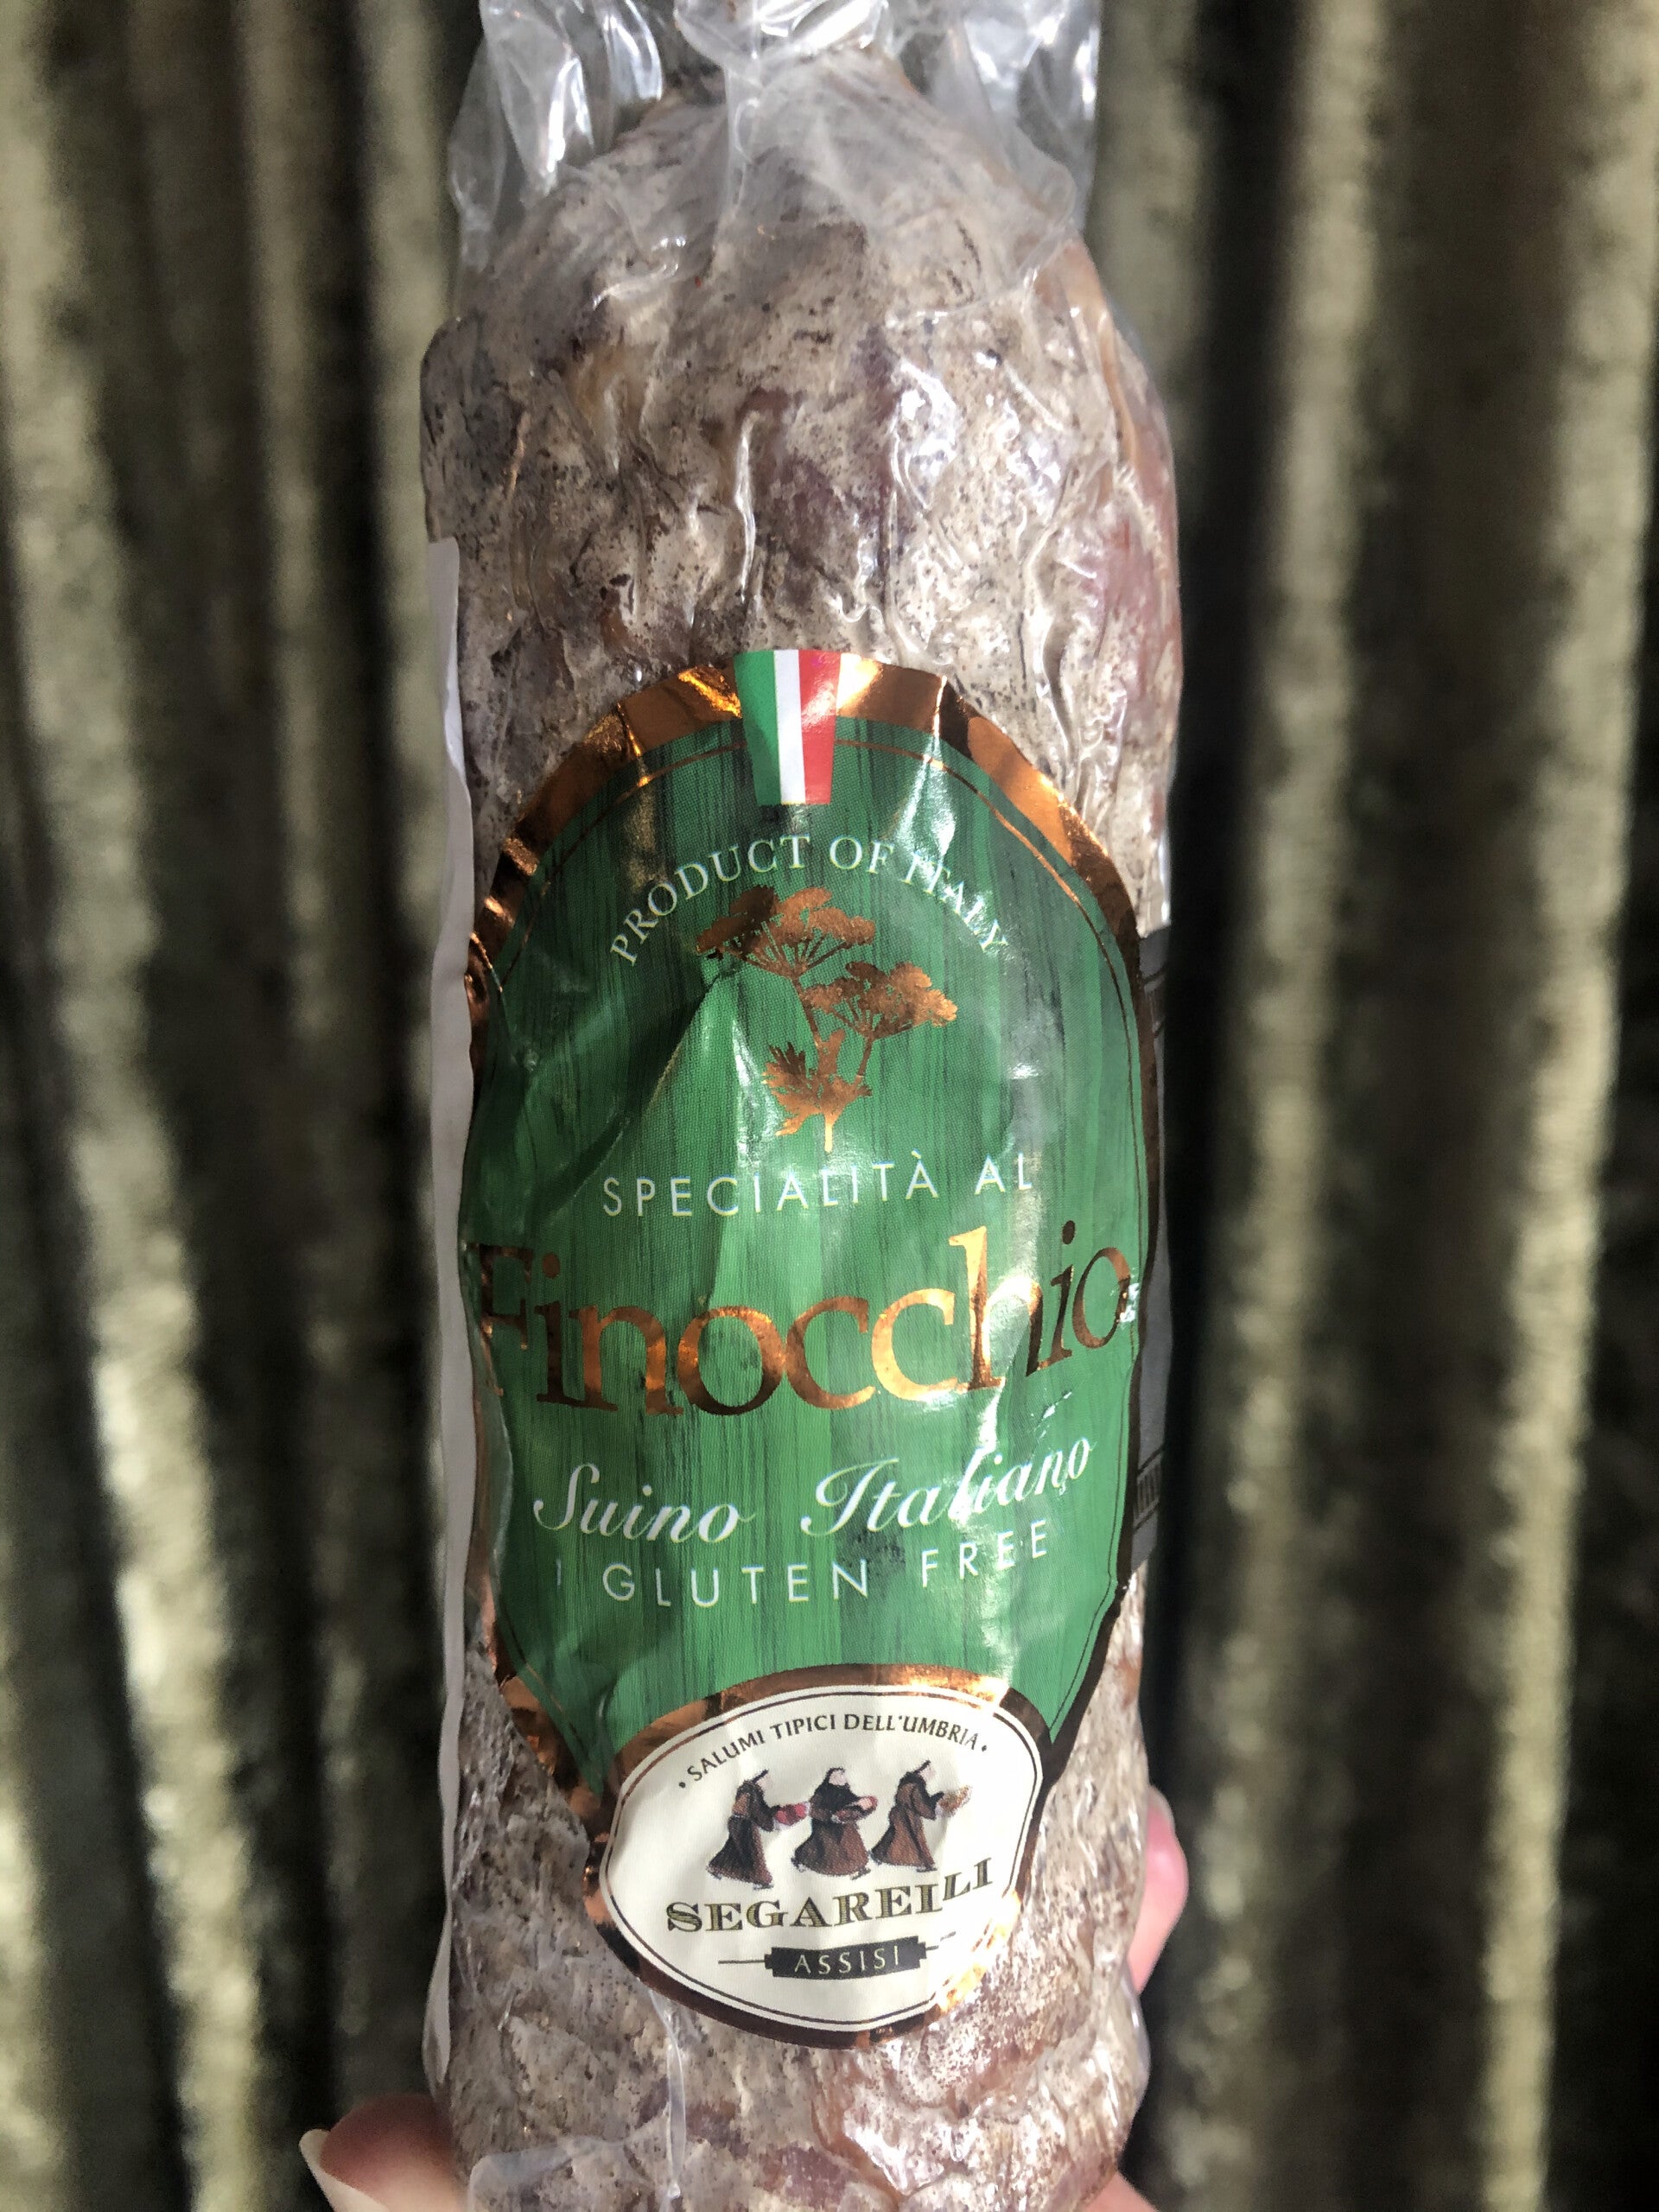 PRODUCT OF ITALY
SPECIALITÀ AL
Finocchio
Suino Italiano
GLUTEN FREE
• SALUMI TIPICI DELL'UMBRIA •
SEGARELLI
ASSISI